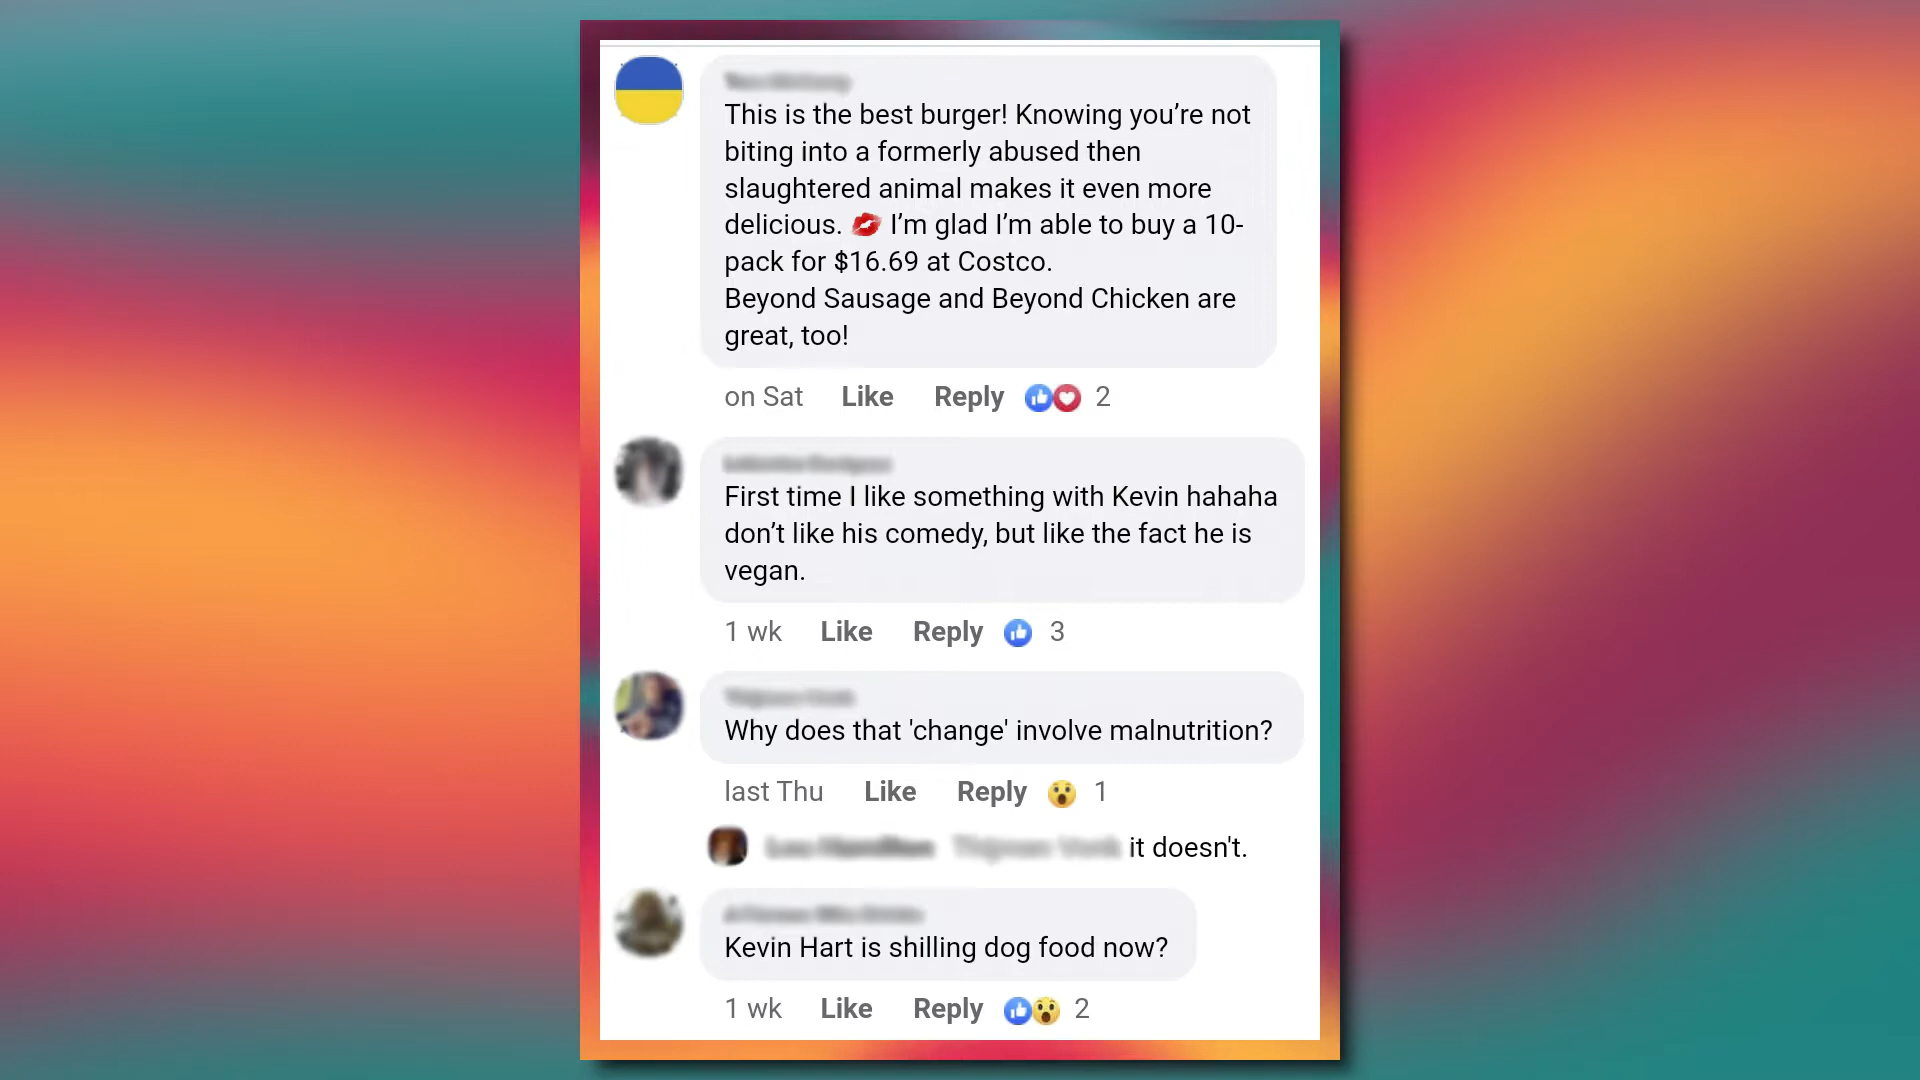 This is the best burger! Knowing you’re not
biting into a formerly abused then
slaughtered animal makes it even more
delicious. 💋 I’m glad I’m able to buy a 10-
pack for $16.69 at Costco.
Beyond Sausage and Beyond Chicken are
great, too!
on Sat Like Reply 2
First time I like something with Kevin hahaha
don’t like his comedy, but like the fact he is
vegan.
1 wk Like Reply 3
Why does that 'change' involve malnutrition?
last Thu Like Reply 😮 1
it doesn't.
Kevin Hart is shilling dog food now?
1 wk Like Reply 😮 2